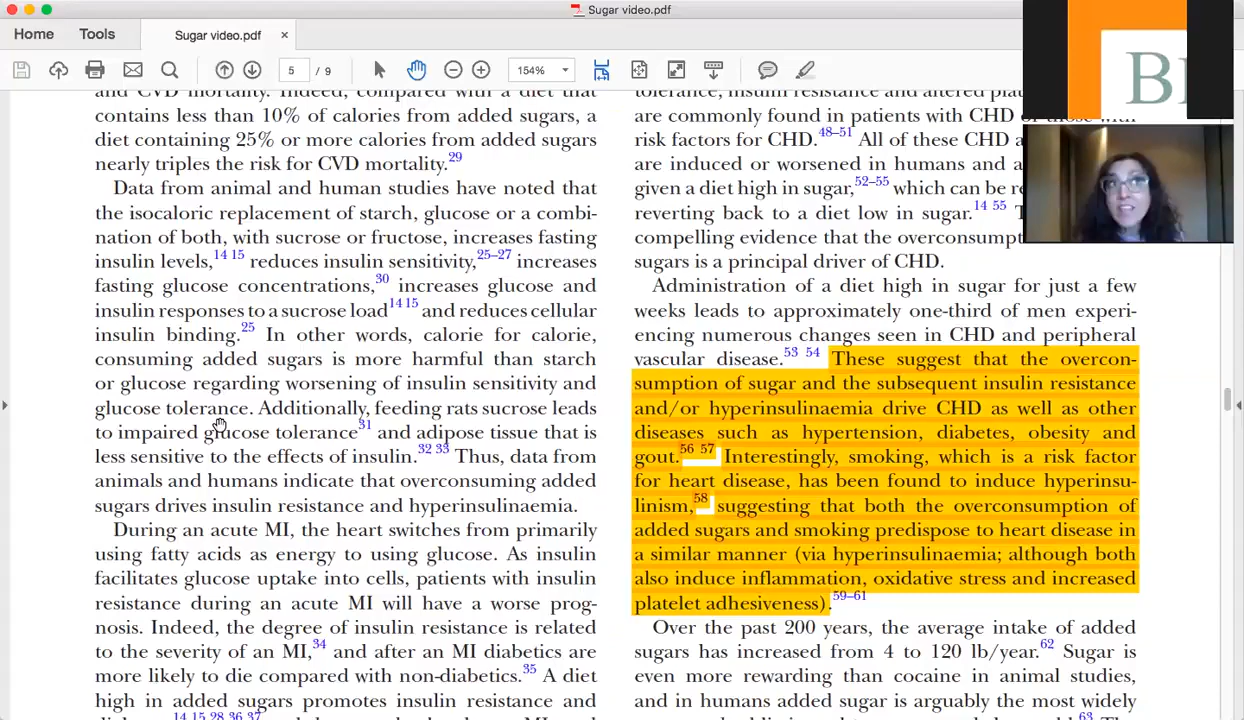 Sugar video.pdf
Home Tools Sugar video.pdf ×
5 / 9 154%
and CVD mortality. Indeed, compared with a diet that
contains less than 10% of calories from added sugars, a
diet containing 25% or more calories from added sugars
nearly triples the risk for CVD mortality.29
Data from animal and human studies have noted that
the isocaloric replacement of starch, glucose or a combi-
nation of both, with sucrose or fructose, increases fasting
insulin levels,14 15 reduces insulin sensitivity,25–27 increases
fasting glucose concentrations,30 increases glucose and
insulin responses to a sucrose load14 15 and reduces cellular
insulin binding.25 In other words, calorie for calorie,
consuming added sugars is more harmful than starch
or glucose regarding worsening of insulin sensitivity and
glucose tolerance. Additionally, feeding rats sucrose leads
to impaired glucose tolerance31 and adipose tissue that is
less sensitive to the effects of insulin.32 33 Thus, data from
animals and humans indicate that overconsuming added
sugars drives insulin resistance and hyperinsulinaemia.
During an acute MI, the heart switches from primarily
using fatty acids as energy to using glucose. As insulin
facilitates glucose uptake into cells, patients with insulin
resistance during an acute MI will have a worse prog-
nosis. Indeed, the degree of insulin resistance is related
to the severity of an MI,34 and after an MI diabetics are
more likely to die compared with non-diabetics.35 A diet
high in added sugars promotes insulin resistance and
14 15 28 36 37
tolerance, insulin resistance and altered
are commonly found in patients with CHD or those with
risk factors for CHD.48–51 All of these CHD
are induced or worsened in humans and
given a diet high in sugar,52–55 which can be
reverting back to a diet low in sugar.14 55
compelling evidence that the
sugars is a principal driver of CHD.
Administration of a diet high in sugar for just a few
weeks leads to approximately one-third of men experi-
encing numerous changes seen in CHD and peripheral
vascular disease.53 54 These suggest that the overcon-
sumption of sugar and the subsequent insulin resistance
and/or hyperinsulinaemia drive CHD as well as other
diseases such as hypertension, diabetes, obesity and
gout.56 57 Interestingly, smoking, which is a risk factor
for heart disease, has been found to induce hyperinsu-
linism,58 suggesting that both the overconsumption of
added sugars and smoking predispose to heart disease in
a similar manner (via hyperinsulinaemia; although both
also induce inflammation, oxidative stress and increased
platelet adhesiveness).59–61
Over the past 200 years, the average intake of added
sugars has increased from 4 to 120 lb/year.62 Sugar is
even more rewarding than cocaine in animal studies,
and in humans added sugar is arguably the most widely